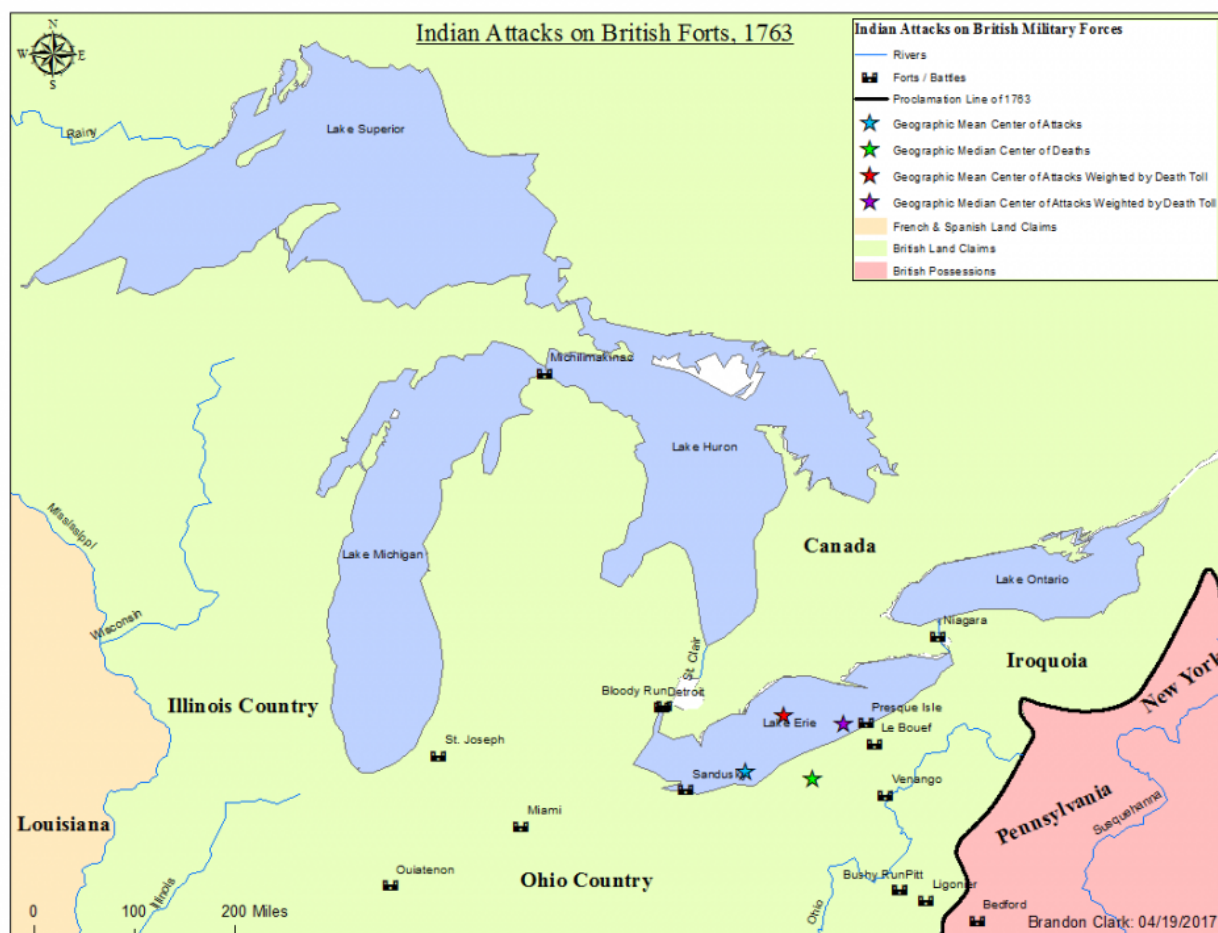 Indian Attacks on British Forts, 1763
N
W
E
S
Indian Attacks on British Military Forces
Rivers
Forts / Battles
Proclamation Line of 1763
Geographic Mean Center of Attacks
Geographic Median Center of Deaths
Geographic Mean Center of Attacks Weighted by Death Toll
Geographic Median Center of Attacks Weighted by Death Toll
French & Spanish Land Claims
British Land Claims
British Possessions
Rainy
Lake Superior
Michilimakinac
Lake Huron
Mississippi
Lake Michigan
Canada
Lake Ontario
Wisconsin
Niagara
St Clair
Iroquoia
New York
Illinois Country
Bloody Run
Detroit
Presque Isle
Lake Erie
Le Bouef
St. Joseph
Sandusky
Venango
Pennsylvania
Susquehanna
Miami
Louisiana
Ouiatenon
Ohio Country
Bushy Run
Pitt
Ligonier
Illinois
Ohio
Bedford
0 100 200 Miles
Brandon Clark: 04/19/2017